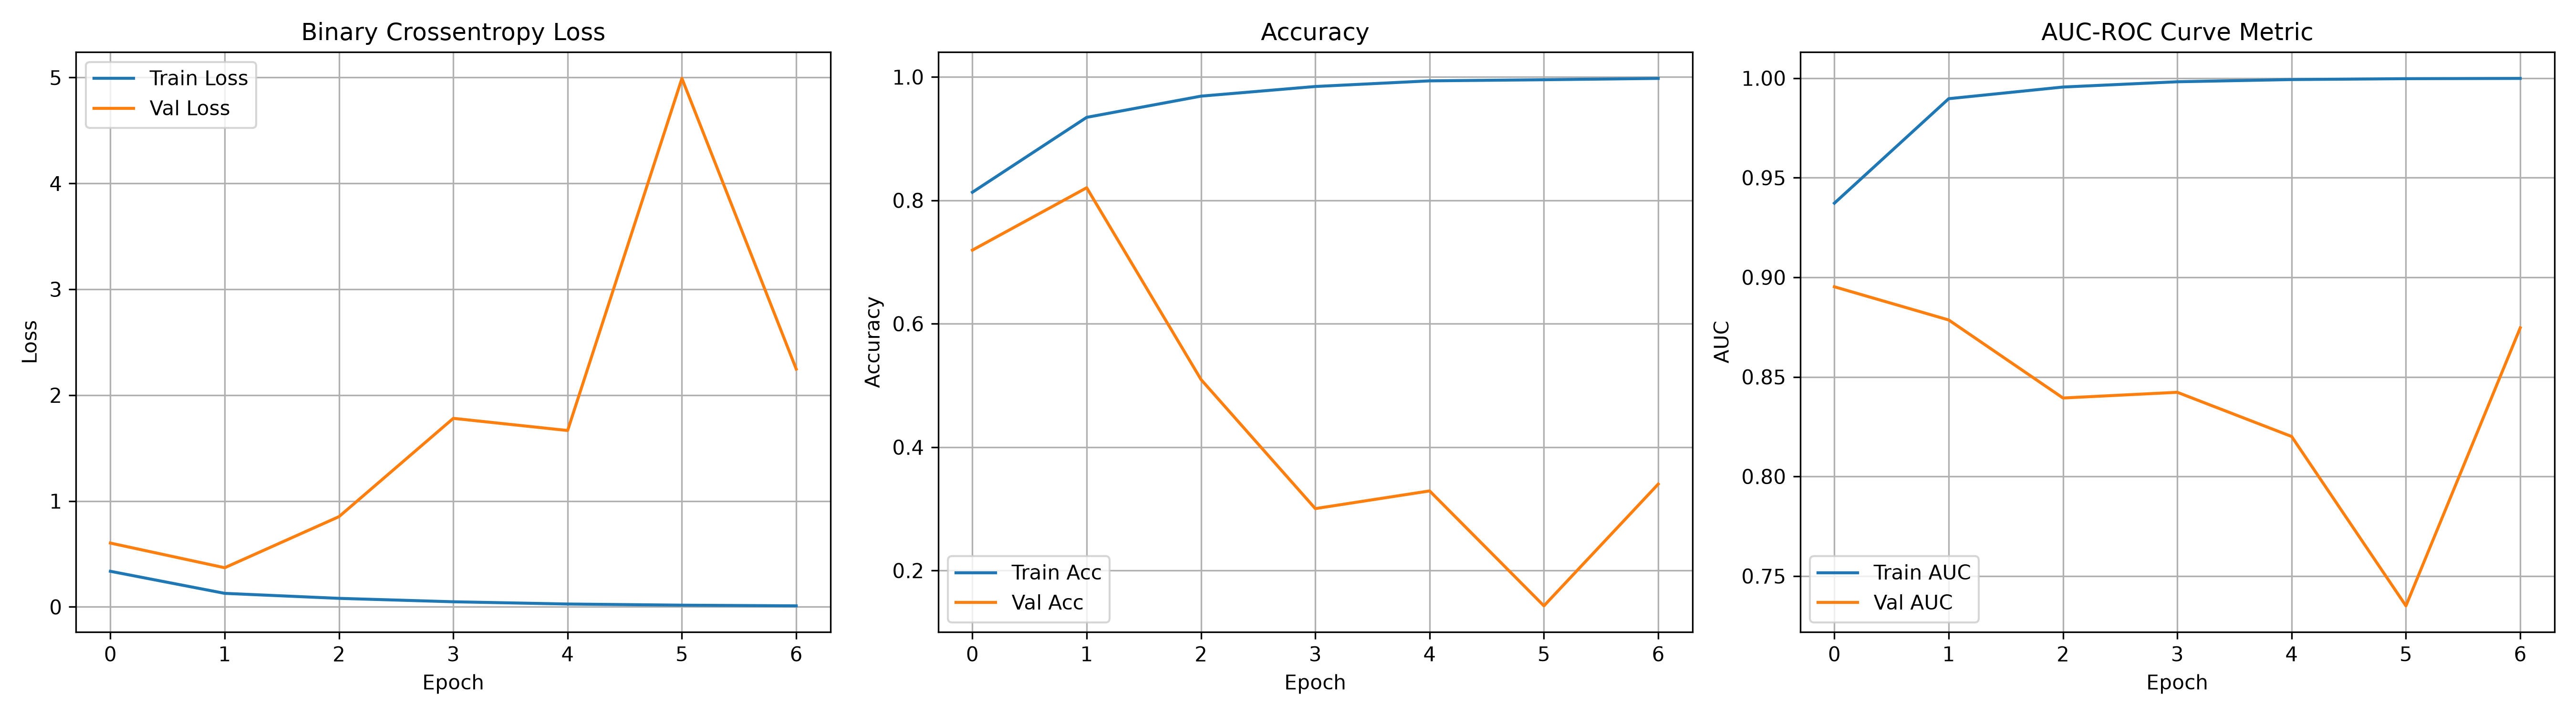 Binary Crossentropy Loss
Train Loss
Val Loss
5
4
3
2
1
0
Loss
0 1 2 3 4 5 6
Epoch
Accuracy
1.0
0.8
0.6
0.4
0.2
Accuracy
Train Acc
Val Acc
0 1 2 3 4 5 6
Epoch
AUC-ROC Curve Metric
1.00
0.95
0.90
0.85
0.80
0.75
AUC
Train AUC
Val AUC
0 1 2 3 4 5 6
Epoch